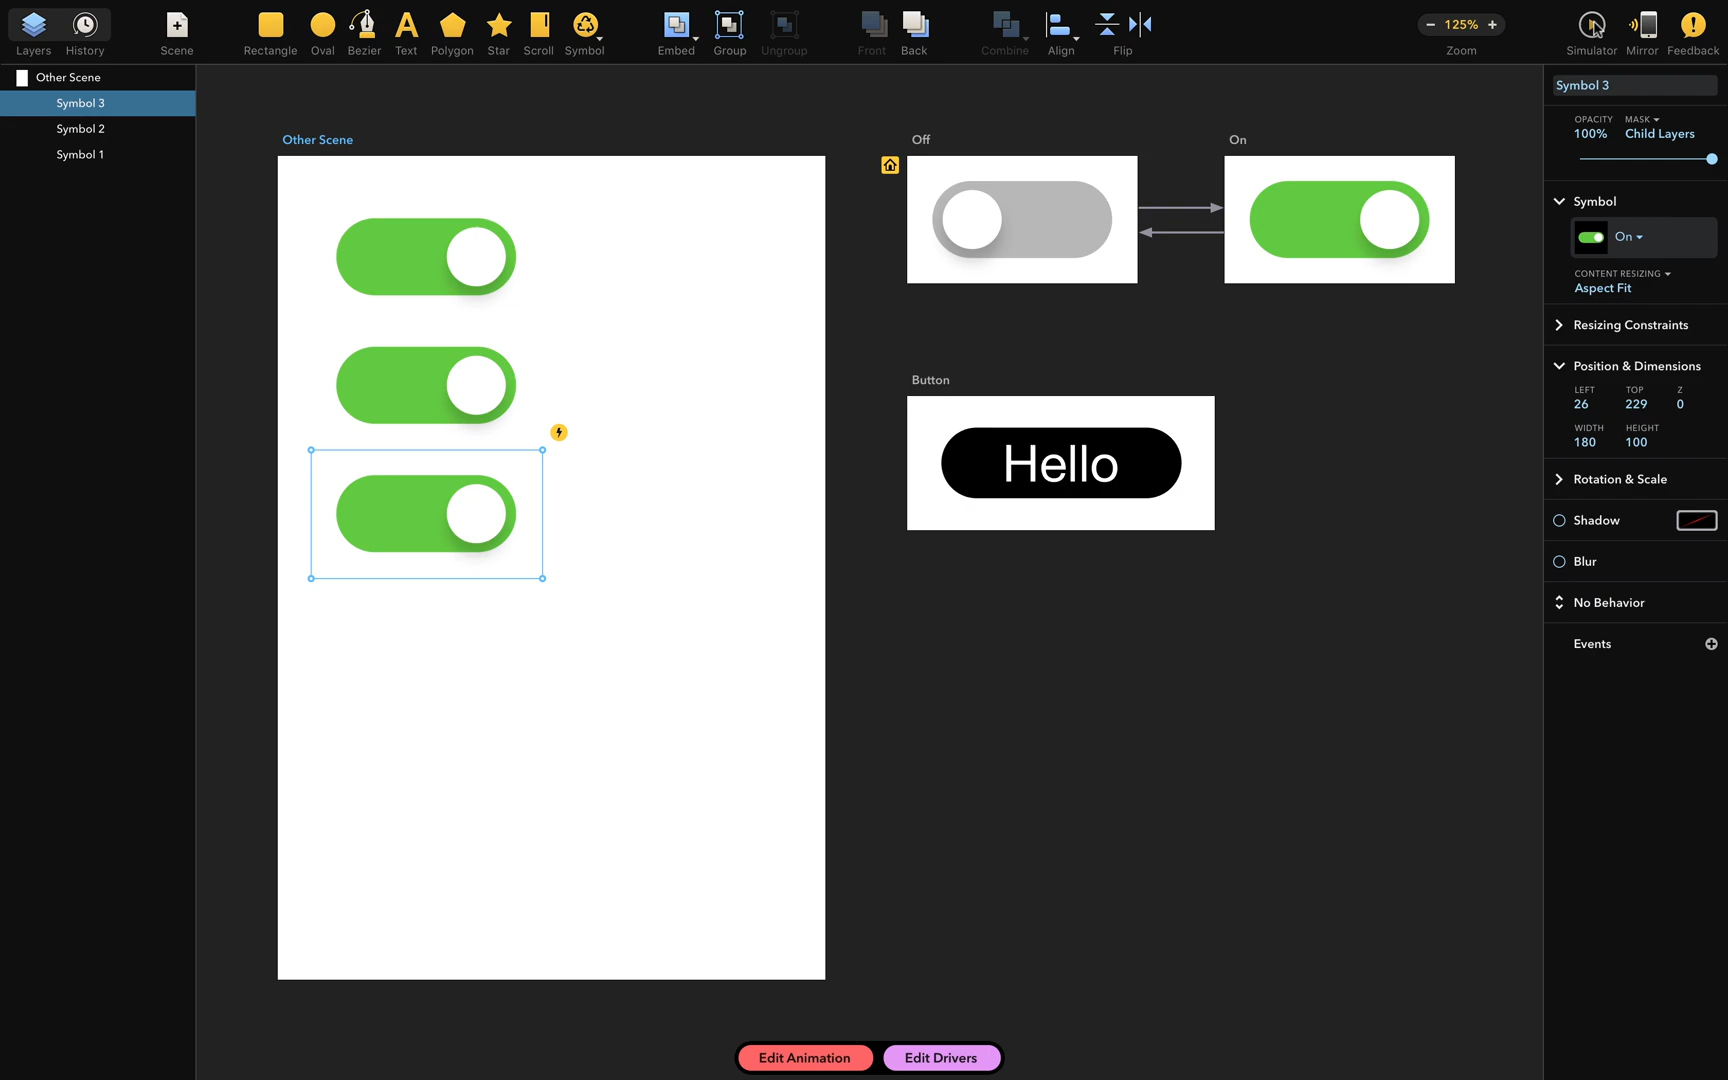 Layers
History
Scene
Rectangle
Oval
Bezier
Text
Polygon
Star
Scroll
Symbol
Embed
Group
Ungroup
Front
Back
Combine
Align
Flip
125%
Zoom
Simulator
Mirror
Feedback
Other Scene
Symbol 3
Symbol 2
Symbol 1
Other Scene
Off
On
Button
Hello
Edit Animation
Edit Drivers
Symbol 3
OPACITY MASK
100% Child Layers
Symbol
On
CONTENT RESIZING
Aspect Fit
Resizing Constraints
Position & Dimensions
LEFT TOP Z
26 229 0
WIDTH HEIGHT
180 100
Rotation & Scale
Shadow
Blur
No Behavior
Events